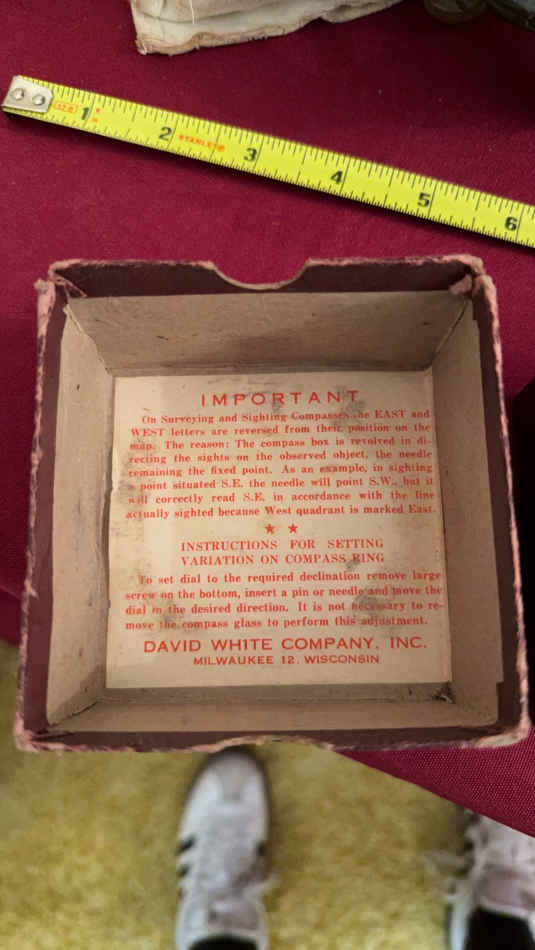 1 2 STANLEY 3 4 5 6
IMPORTANT
On Surveying and Sighting Compasses the EAST and
WEST letters are reversed from their position on the
map. The reason: The compass box is revolved in di-
recting the sights on the observed object, the needle
remaining the fixed point. As an example, in sighting
a point situated S.E. the needle will point S.W., but it
will correctly read S.E. in accordance with the line
actually sighted because West quadrant is marked East.
★ ★
INSTRUCTIONS FOR SETTING
VARIATION ON COMPASS RING
To set dial to the required declination remove large
screw on the bottom, insert a pin or needle and move the
dial in the desired direction. It is not necessary to re-
move the compass glass to perform this adjustment.
DAVID WHITE COMPANY, INC.
MILWAUKEE 12, WISCONSIN